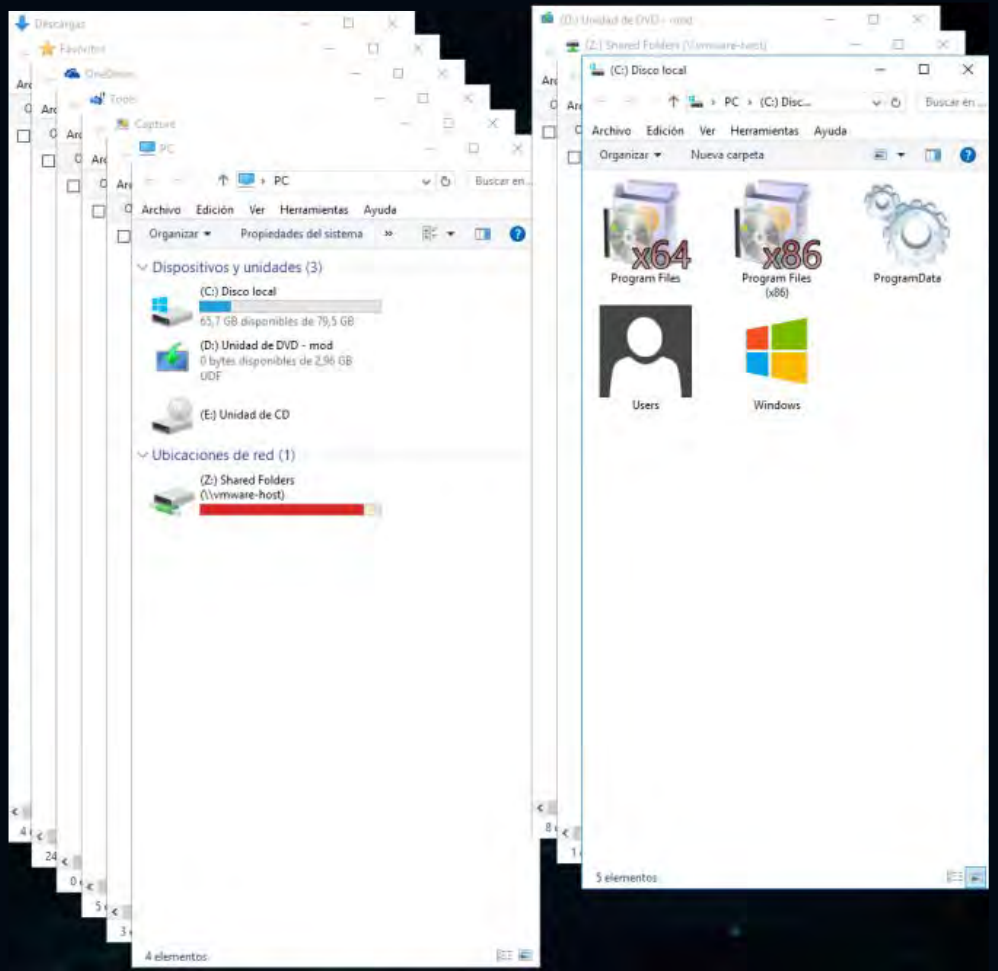 Descargas
Favoritos
OneDrive
Tools
Capture
PC
PC
Buscar en...
Archivo Edición Ver Herramientas Ayuda
Organizar Propiedades del sistema »
Dispositivos y unidades (3)
(C:) Disco local
65,7 GB disponibles de 79,5 GB
(D:) Unidad de DVD - mod
0 bytes disponibles de 2,96 GB
UDF
(E:) Unidad de CD
Ubicaciones de red (1)
(Z:) Shared Folders
(\\vmware-host)
4 elementos
(D:) Unidad de DVD - mod
(Z:) Shared Folders (\\vmware-host)
(C:) Disco local
PC › (C:) Disc...
Buscar en...
Archivo Edición Ver Herramientas Ayuda
Organizar Nueva carpeta
x64
Program Files
x86
Program Files
(x86)
ProgramData
Users
Windows
5 elementos